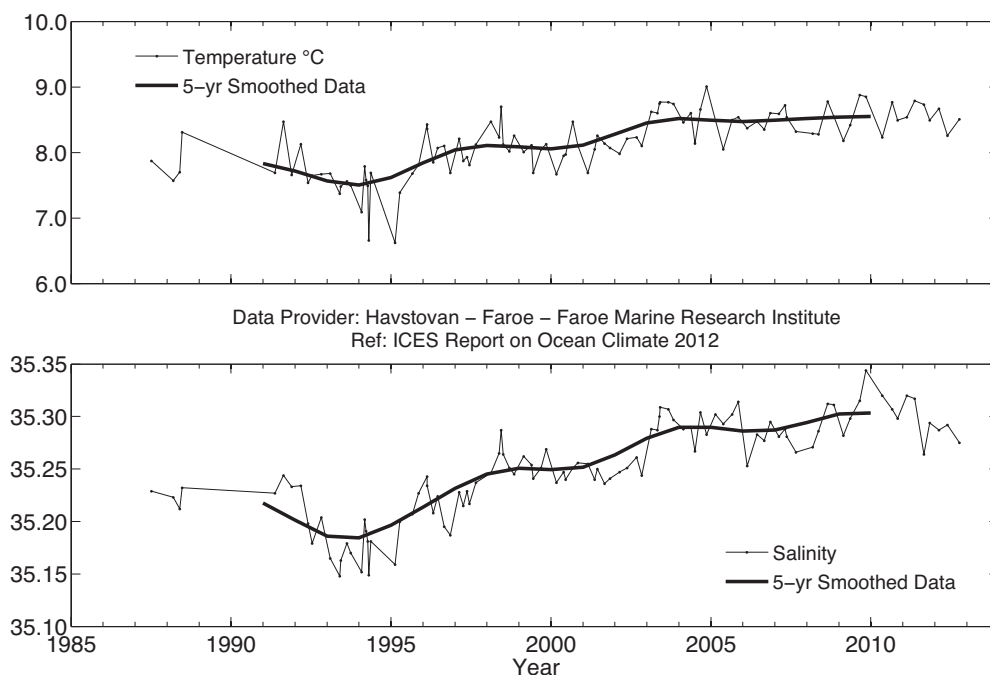 10.0
Temperature °C
5−yr Smoothed Data
9.0
8.0
7.0
6.0
Data Provider: Havstovan − Faroe − Faroe Marine Research Institute
Ref: ICES Report on Ocean Climate 2012
35.35
35.30
35.25
35.20
35.15
35.10
Salinity
5−yr Smoothed Data
1985 1990 1995 2000 2005 2010
Year